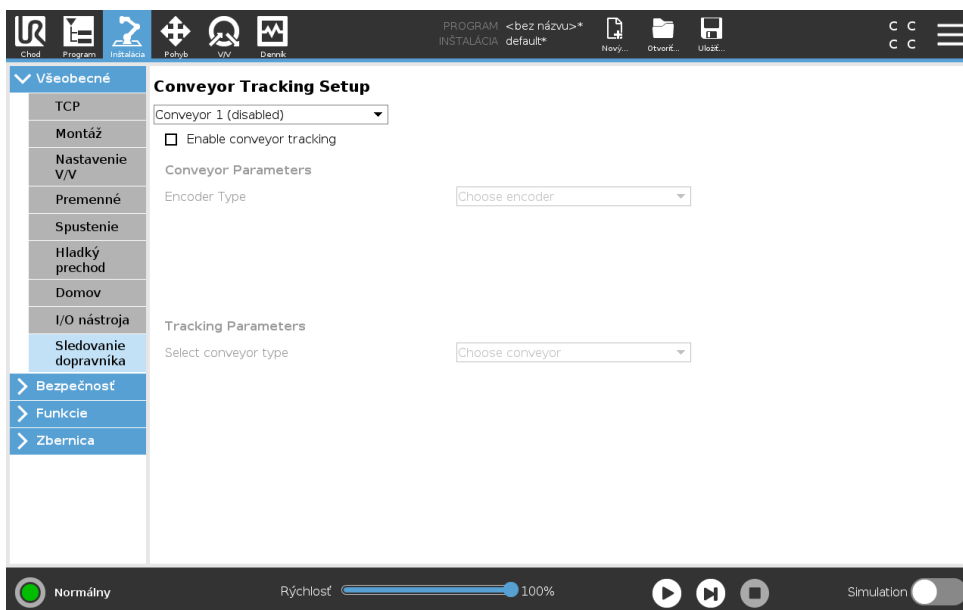 UR
Chod
Program
Inštalácia
Pohyb
V/V
Denník
PROGRAM <bez názvu>*
INŠTALÁCIA default*
Nový...
Otvoriť...
Uložiť...
C C
C C
Všeobecné
TCP
Montáž
Nastavenie
V/V
Premenné
Spustenie
Hladký
prechod
Domov
I/O nástroja
Sledovanie
dopravníka
Bezpečnosť
Funkcie
Zbernica
Conveyor Tracking Setup
Conveyor 1 (disabled)
Enable conveyor tracking
Conveyor Parameters
Encoder Type
Choose encoder
Tracking Parameters
Select conveyor type
Choose conveyor
Normálny
Rýchlosť
100%
Simulation